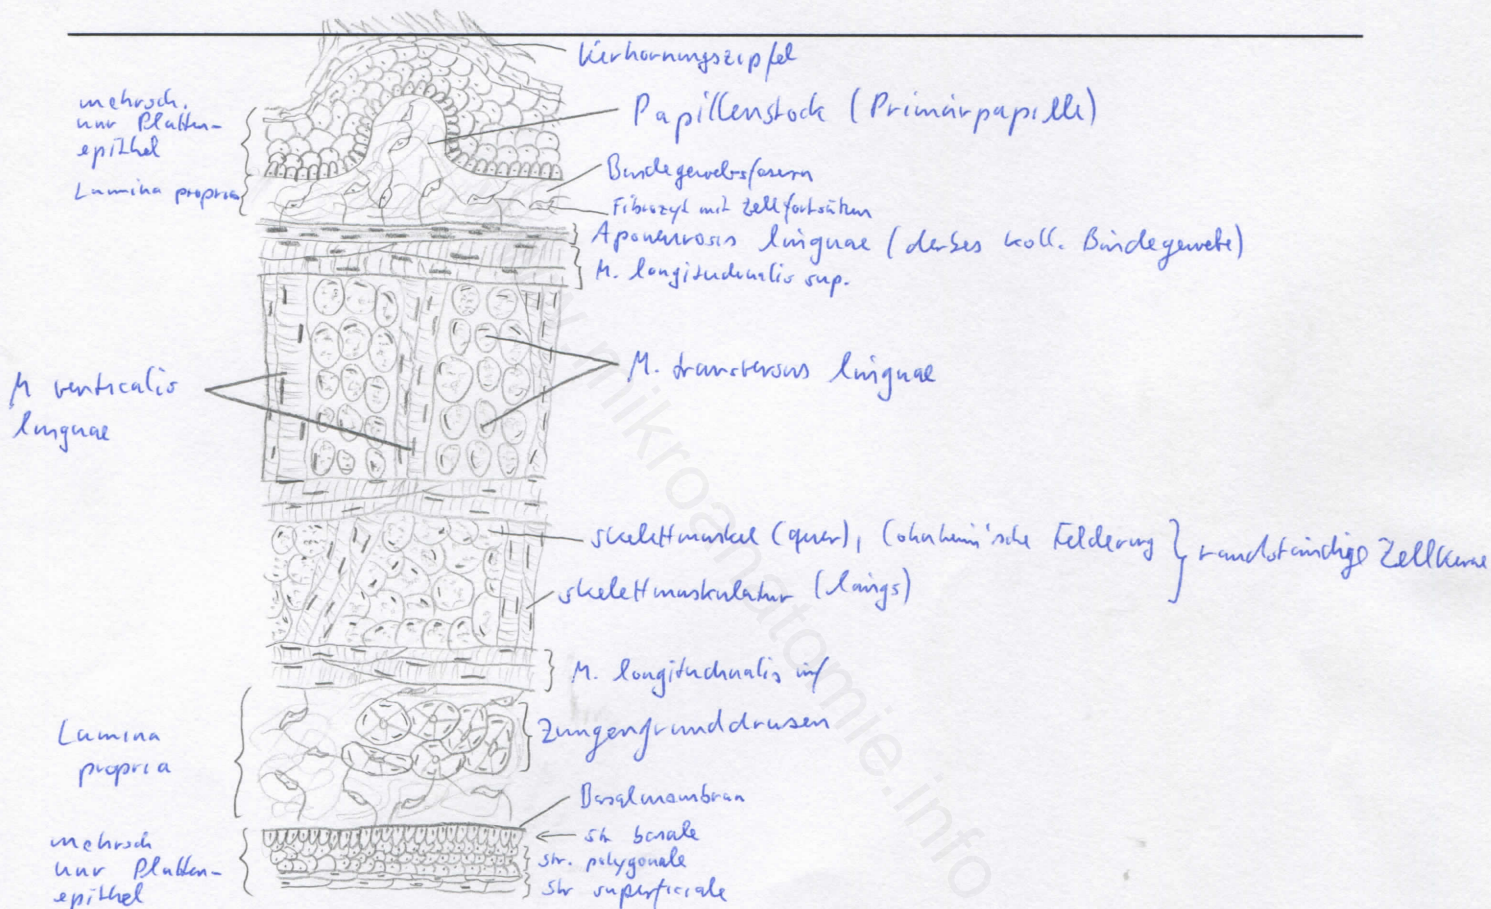 Verhornungszipfel
mehrsch.
unv Platten-
epithel
Papillenstock (Primärpapille)
Lamina propria
Bindegewebsfasern
Fibrozyt mit Zellfortsätzen
Aponeurosis linguae (derbes koll. Bindegewebe)
M. longitudinalis sup.
M verticalis
linguae
M. transversus linguae
Skelettmuskel (quer), Cohnheim'sche Felderung
Skelettmuskulatur (längs)
randständige Zellkerne
M. longitudinalis inf
Lamina
propria
Zungengrunddrüsen
Basalmembran
mehrsch
unv Platten-
epithel
str basale
str. polygonale
str superficiale
mikroanatomie.info